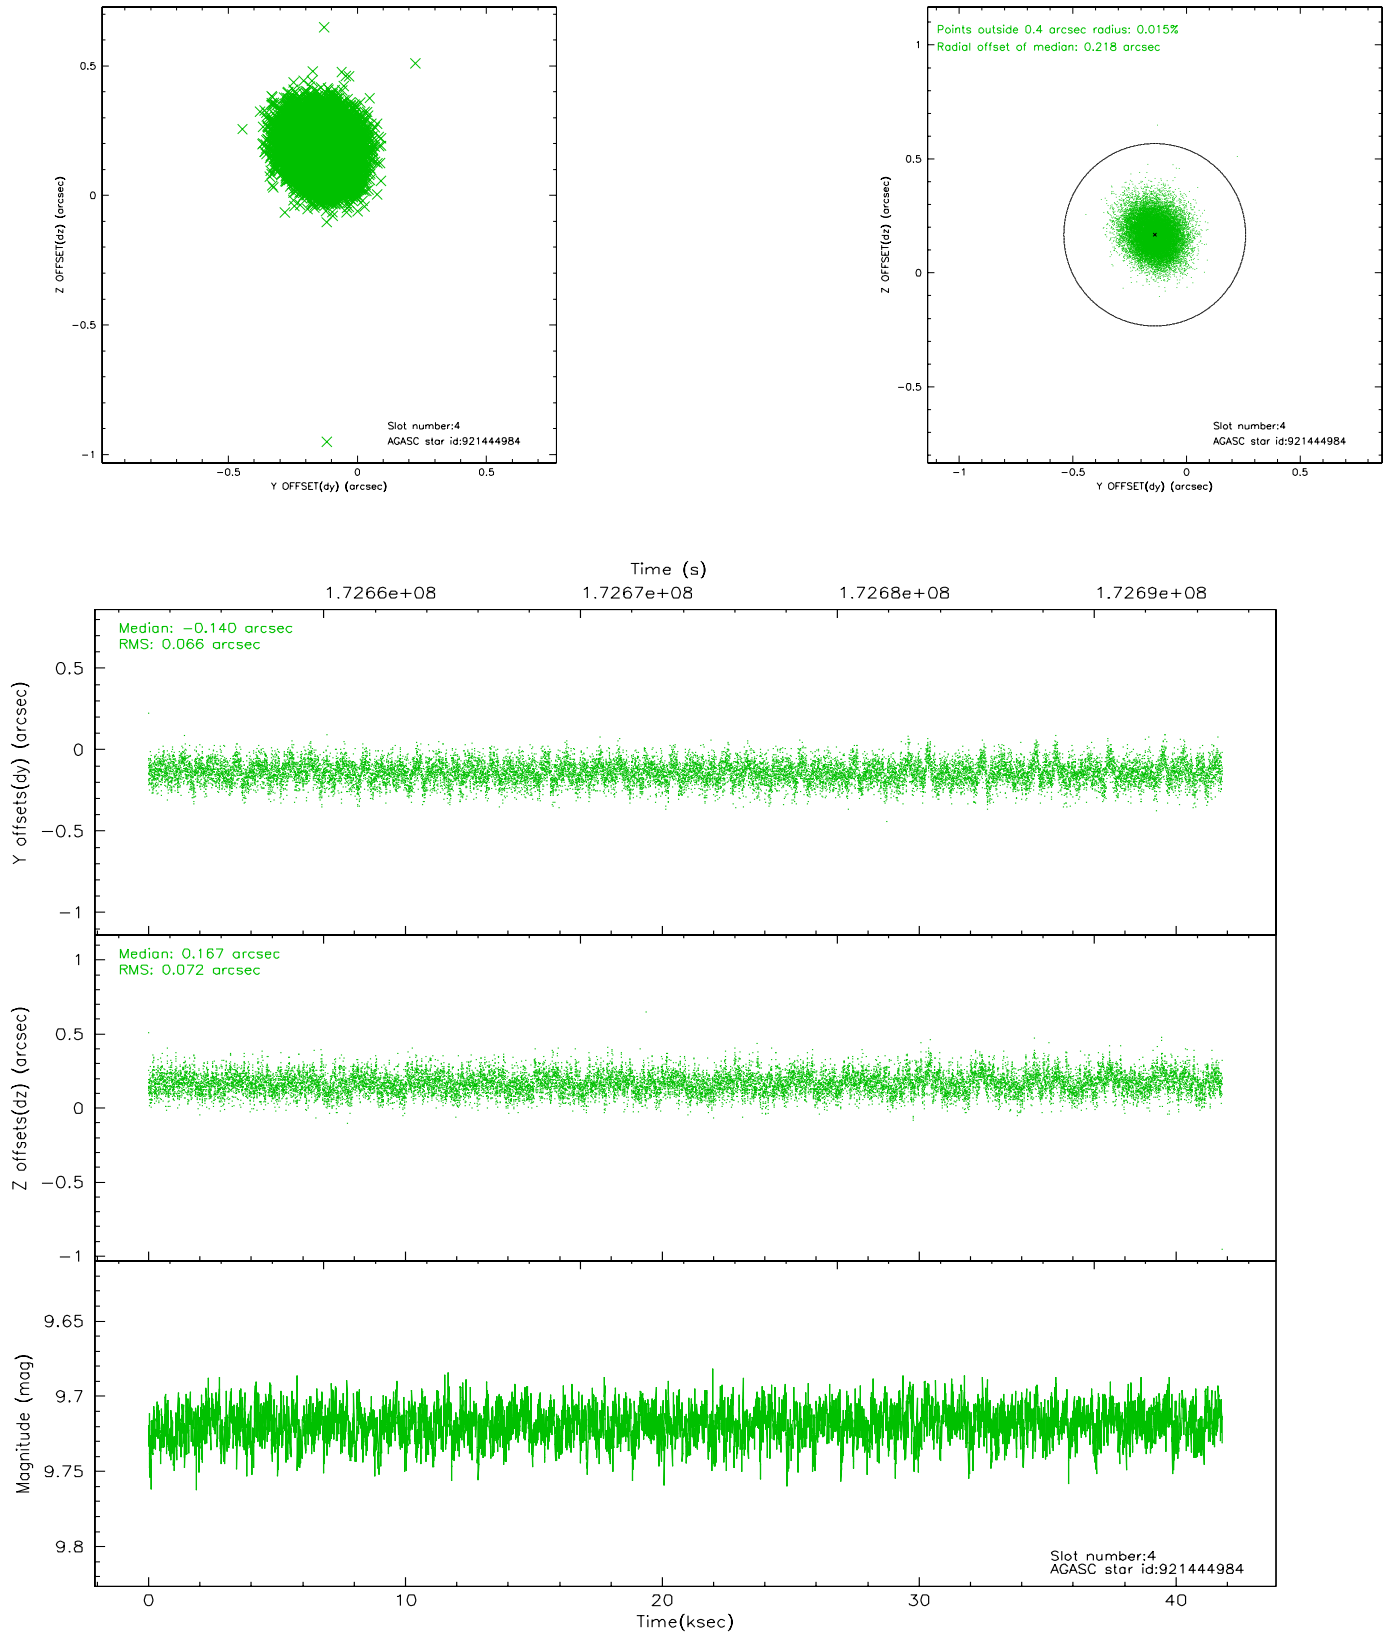 0.5
0
-0.5
-1
Z OFFSET(dz) (arcsec)
Slot number:4
AGASC star id:921444984
-0.5
0
0.5
Y OFFSET(dy) (arcsec)
Points outside 0.4 arcsec radius: 0.015%
Radial offset of median: 0.218 arcsec
1
0.5
0
-0.5
Z OFFSET(dz) (arcsec)
Slot number:4
AGASC star id:921444984
-1
-0.5
0
0.5
Y OFFSET(dy) (arcsec)
Time (s)
1.7266e+08
1.7267e+08
1.7268e+08
1.7269e+08
Median: -0.140 arcsec
RMS: 0.066 arcsec
0.5
0
-0.5
-1
Y offsets(dy) (arcsec)
Median: 0.167 arcsec
RMS: 0.072 arcsec
1
0.5
0
-0.5
-1
Z offsets(dz) (arcsec)
9.65
9.7
9.75
9.8
Magnitude (mag)
Slot number:4
AGASC star id:921444984
0
10
20
30
40
Time(ksec)